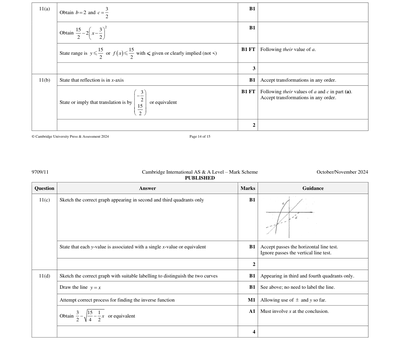 11(a) Obtain b = 2 and c = 3/2 B1
Obtain 15/2 − 2(x − 3/2)² B1
State range is y ⩽ 15/2 or f(x) ⩽ 15/2 with ⩽ given or clearly implied (not <) B1 FT Following their value of a.
3
11(b) State that reflection is in x-axis B1 Accept transformations in any order.
State or imply that translation is by (−3/2 15/2) or equivalent B1 FT Following their values of a and c in part (a).
Accept transformations in any order.
2
© Cambridge University Press & Assessment 2024 Page 14 of 15
9709/11 Cambridge International AS & A Level – Mark Scheme October/November 2024
PUBLISHED
Question Answer Marks Guidance
11(c) Sketch the correct graph appearing in second and third quadrants only B1
State that each y-value is associated with a single x-value or equivalent B1 Accept passes the horizontal line test.
Ignore passes the vertical line test.
2
11(d) Sketch the correct graph with suitable labelling to distinguish the two curves B1 Appearing in third and fourth quadrants only.
Draw the line y = x B1 See above; no need to label the line.
Attempt correct process for finding the inverse function M1 Allowing use of ± and y so far.
Obtain 3/2 − √(15/4 − 1/2 x) or equivalent A1 Must involve x at the conclusion.
4